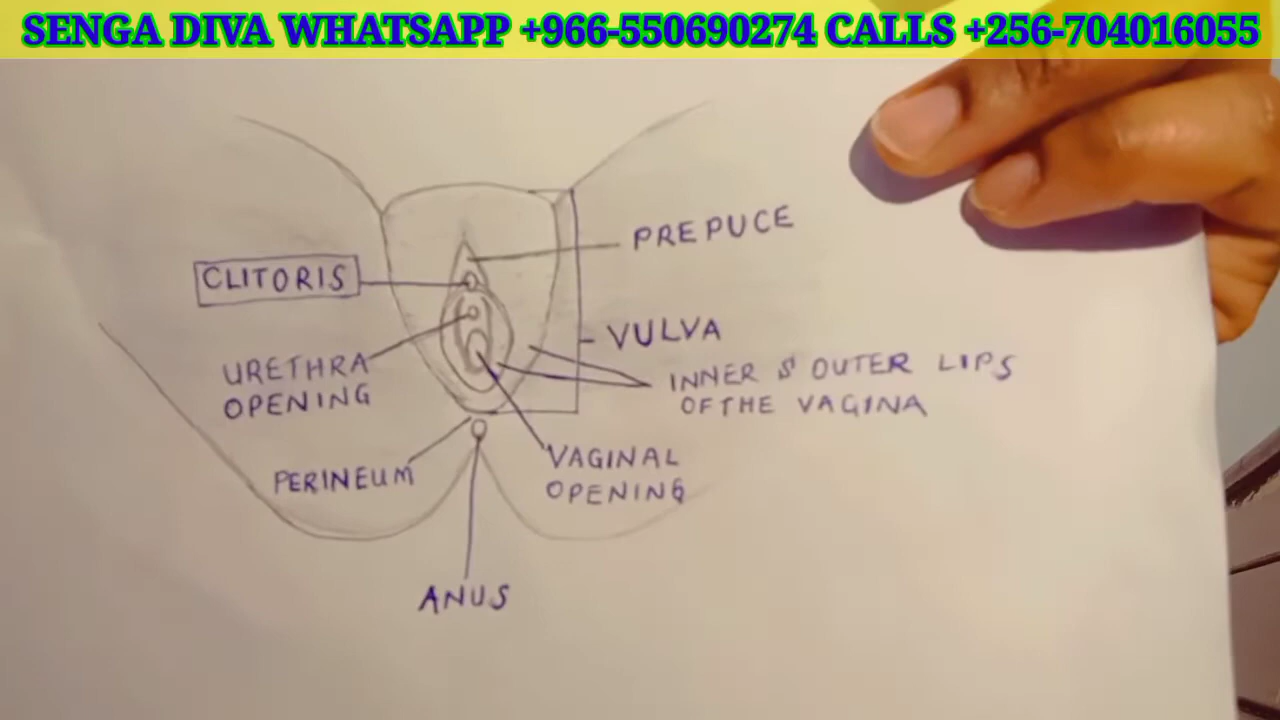 SENGA DIVA WHATSAPP +966-550690274 CALLS +256-704016055
PREPUCE
CLITORIS
VULVA
URETHRA
OPENING
INNER & OUTER LIPS
OF THE VAGINA
VAGINAL
OPENING
PERINEUM
ANUS